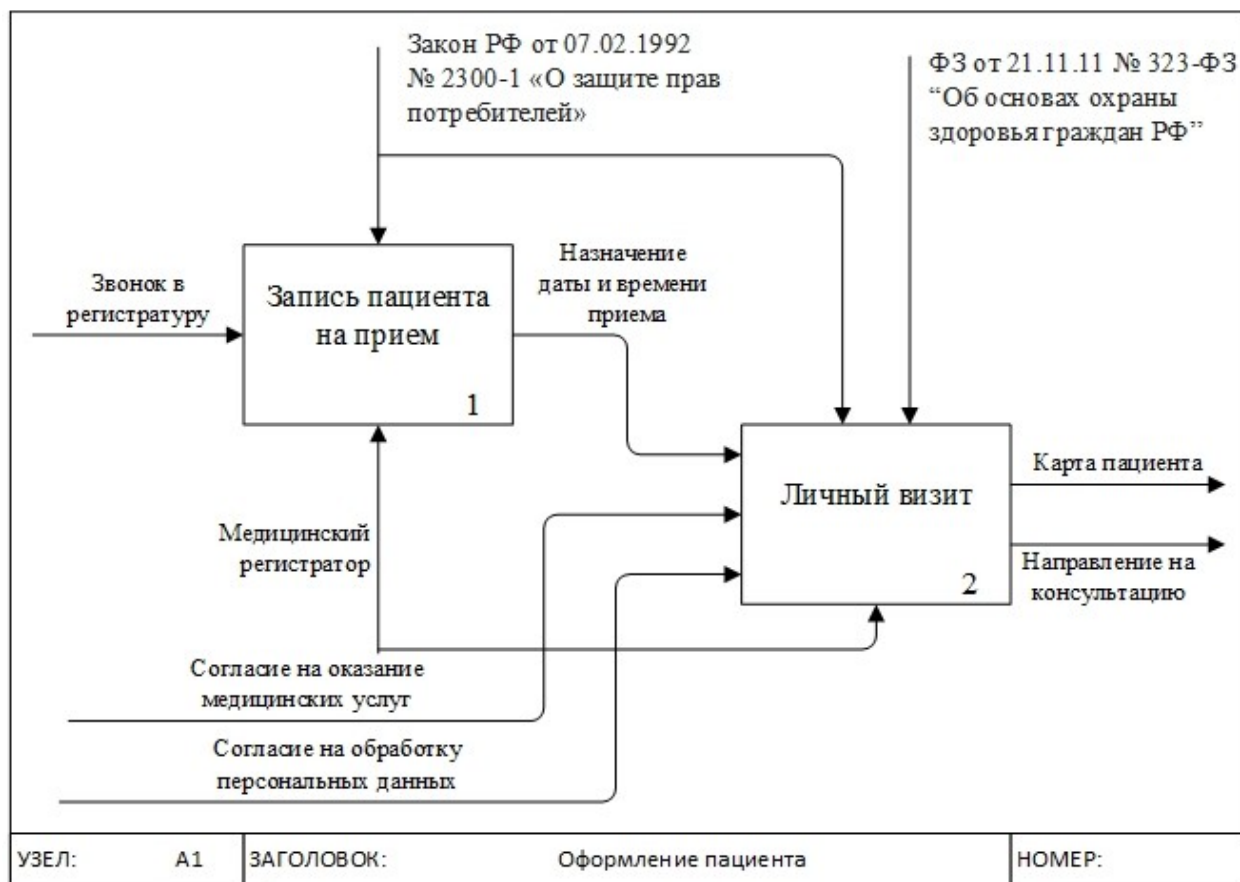 Закон РФ от 07.02.1992
№ 2300-1 «О защите прав
потребителей»
ФЗ от 21.11.11 № 323-ФЗ
“Об основах охраны
здоровья граждан РФ”
Звонок в
регистратуру
Запись пациента
на прием
1
Назначение
даты и времени
приема
Личный визит
2
Карта пациента
Направление на
консультацию
Медицинский
регистратор
Согласие на оказание
медицинских услуг
Согласие на обработку
персональных данных
УЗЕЛ: А1 ЗАГОЛОВОК: Оформление пациента НОМЕР: